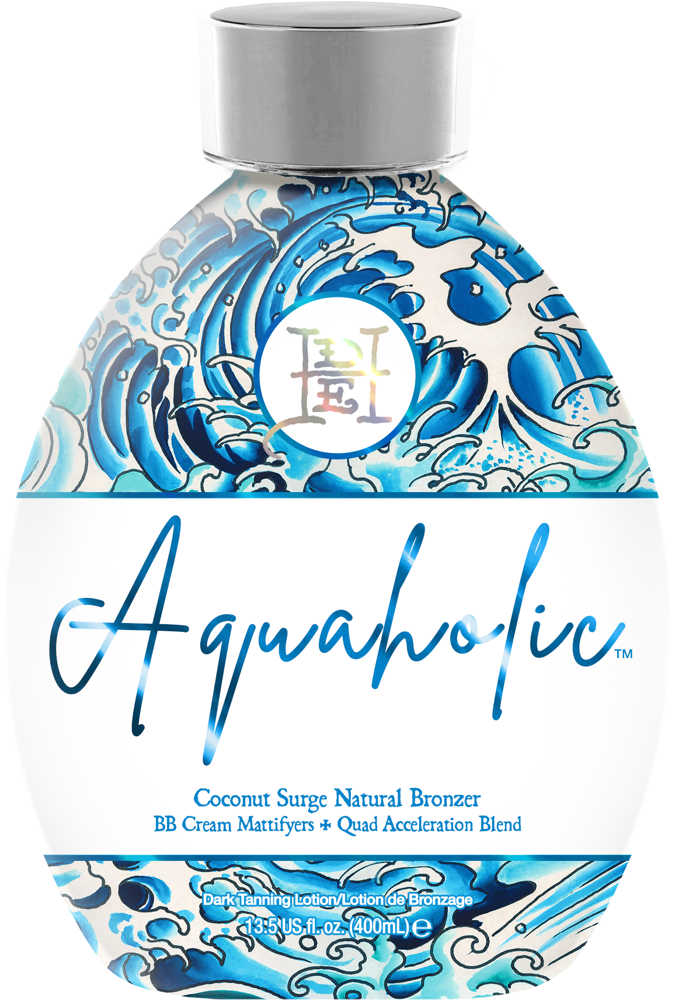 DEH
Aquaholic™
Coconut Surge Natural Bronzer
BB Cream Mattifyers + Quad Acceleration Blend
Dark Tanning Lotion/Lotion de Bronzage
13.5 US fl. oz. (400mL) ℮